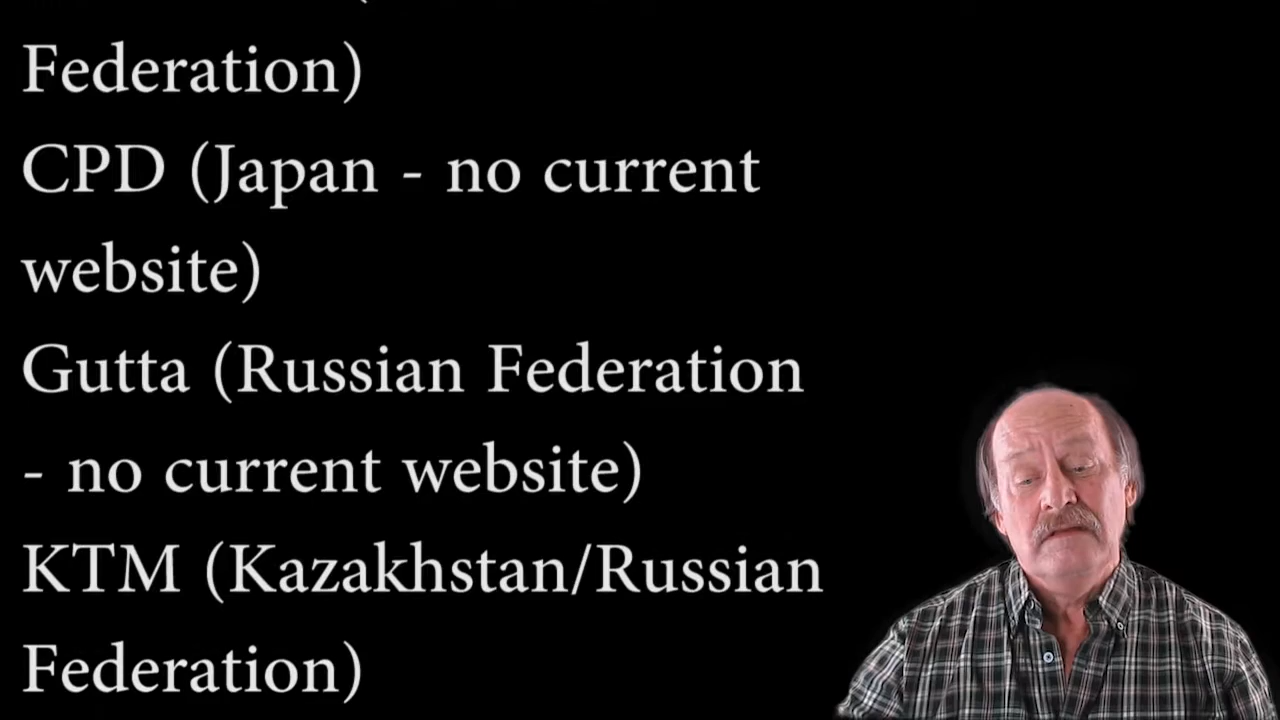 Federation)
CPD (Japan - no current
website)
Gutta (Russian Federation
- no current website)
KTM (Kazakhstan/Russian
Federation)